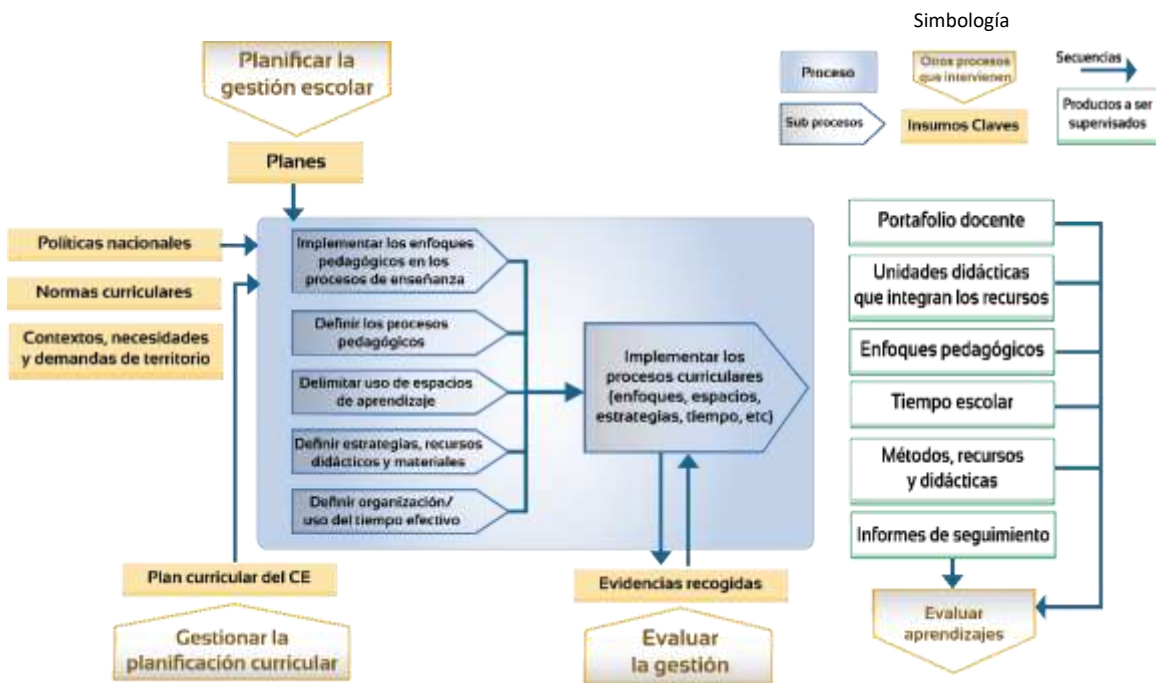 Simbología
Planificar la
gestión escolar
Proceso
Otros procesos
que intervienen
Secuencias
Sub procesos
Insumos Claves
Productos a ser
supervisados
Planes
Políticas nacionales
Normas curriculares
Contextos, necesidades
y demandas de territorio
Implementar los enfoques
pedagógicos en los
procesos de enseñanza
Definir los procesos
pedagógicos
Delimitar uso de espacios
de aprendizaje
Definir estrategias, recursos
didácticos y materiales
Definir organización/
uso del tiempo efectivo
Implementar los
procesos curriculares
(enfoques, espacios,
estrategias, tiempo, etc)
Portafolio docente
Unidades didácticas
que integran los recursos
Enfoques pedagógicos
Tiempo escolar
Métodos, recursos
y didácticas
Informes de seguimiento
Plan curricular del CE
Gestionar la
planificación curricular
Evidencias recogidas
Evaluar
la gestión
Evaluar
aprendizajes